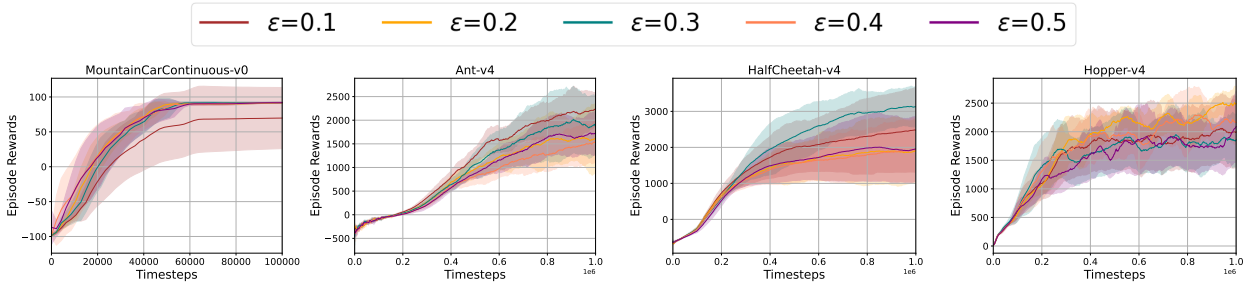 ε=0.1 ε=0.2 ε=0.3 ε=0.4 ε=0.5
MountainCarContinuous-v0
Episode Rewards
100
50
0
−50
−100
0 20000 40000 60000 80000 100000
Timesteps
Ant-v4
Episode Rewards
2500
2000
1500
1000
500
0
−500
0.0 0.2 0.4 0.6 0.8 1.0
1e6
Timesteps
HalfCheetah-v4
Episode Rewards
3000
2000
1000
0
0.0 0.2 0.4 0.6 0.8 1.0
1e6
Timesteps
Hopper-v4
Episode Rewards
2500
2000
1500
1000
500
0
0.0 0.2 0.4 0.6 0.8 1.0
1e6
Timesteps